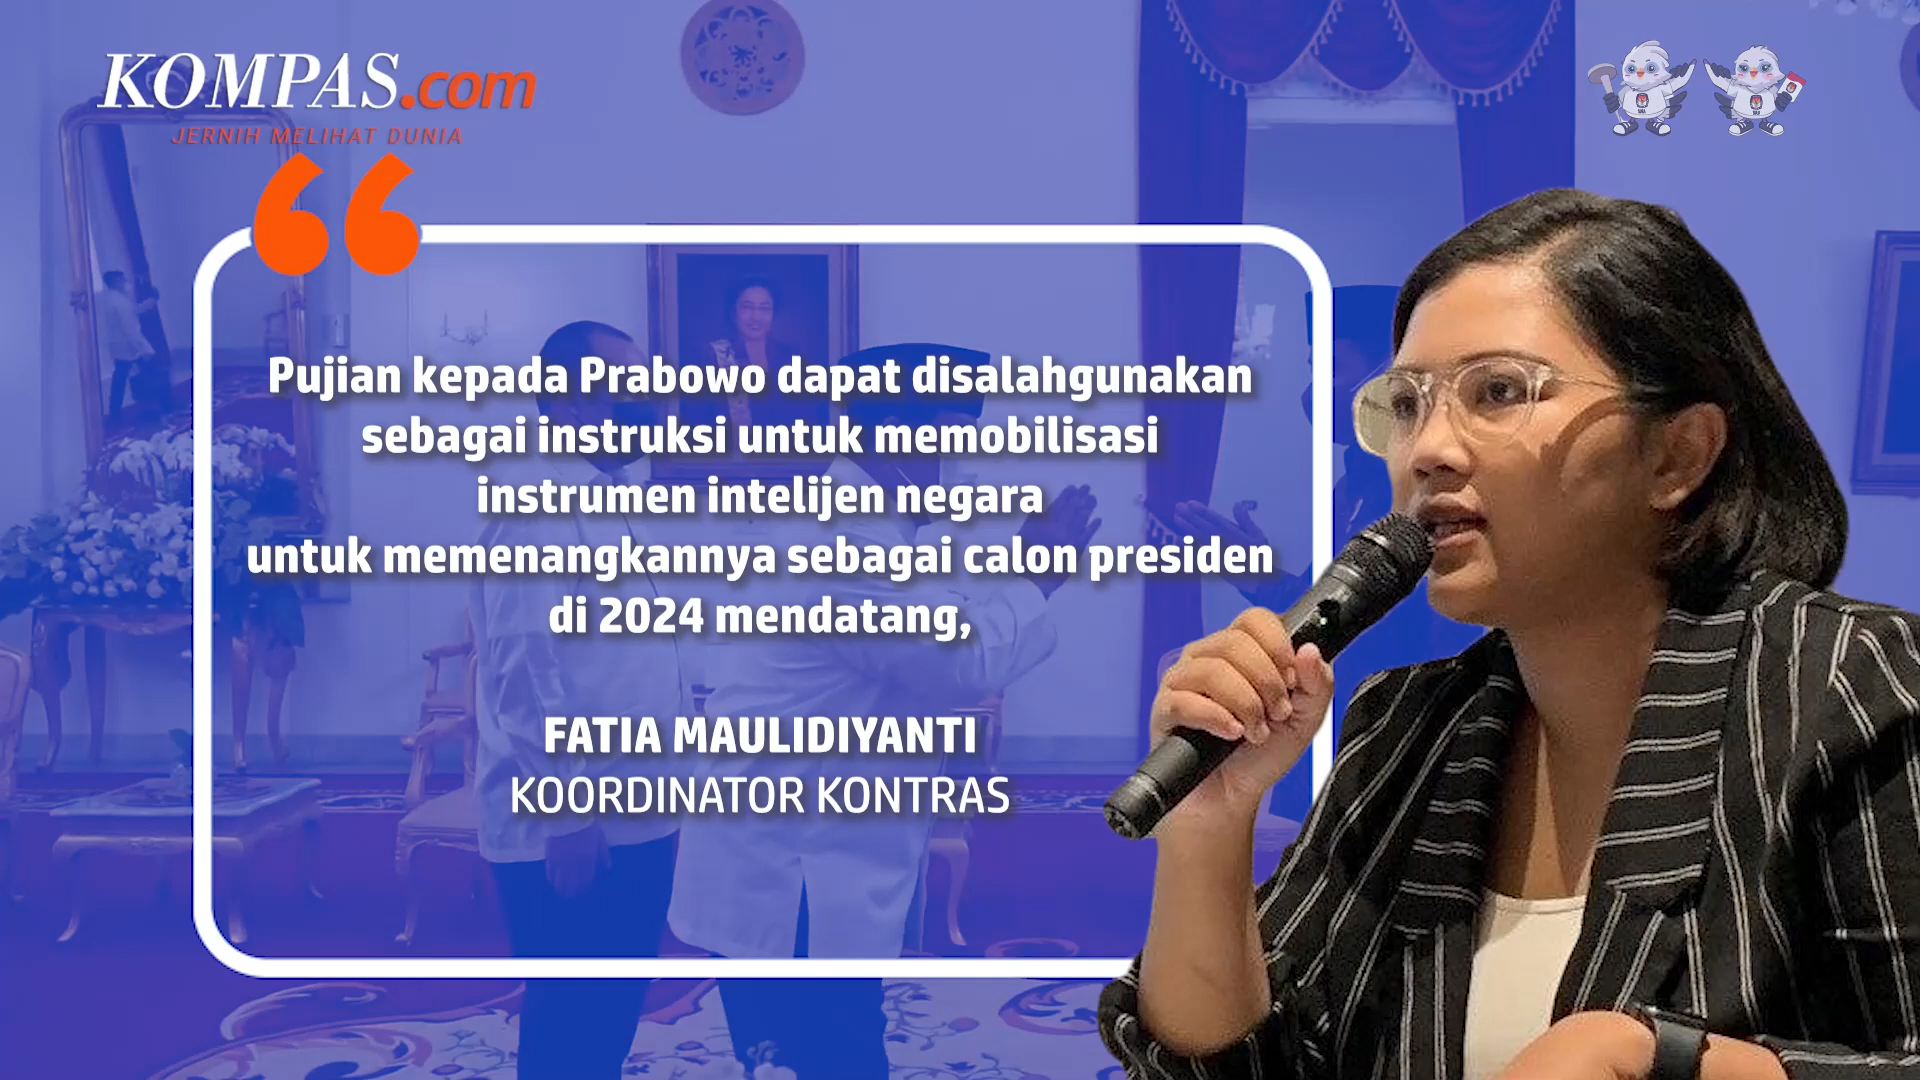 KOMPAS.com
JERNIH MELIHAT DUNIA
Pujian kepada Prabowo dapat disalahgunakan
sebagai instruksi untuk memobilisasi
instrumen intelijen negara
untuk memenangkannya sebagai calon presiden
di 2024 mendatang,
FATIA MAULIDIYANTI
KOORDINATOR KONTRAS